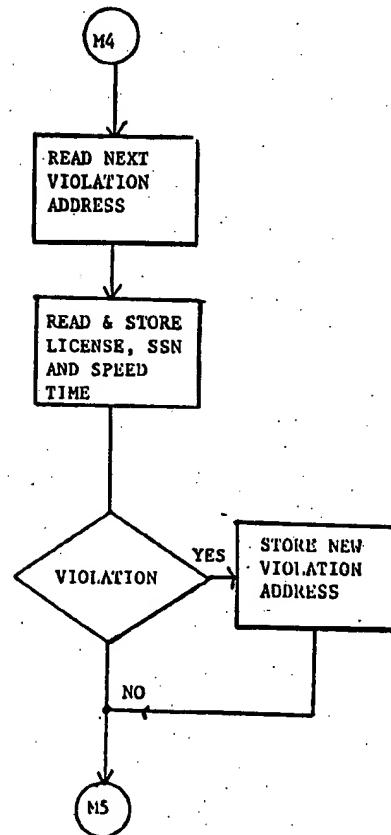 M4
READ NEXT
VIOLATION
ADDRESS
READ & STORE
LICENSE, SSN
AND SPEED
TIME
VIOLATION
YES
STORE NEW
VIOLATION
ADDRESS
NO
M5